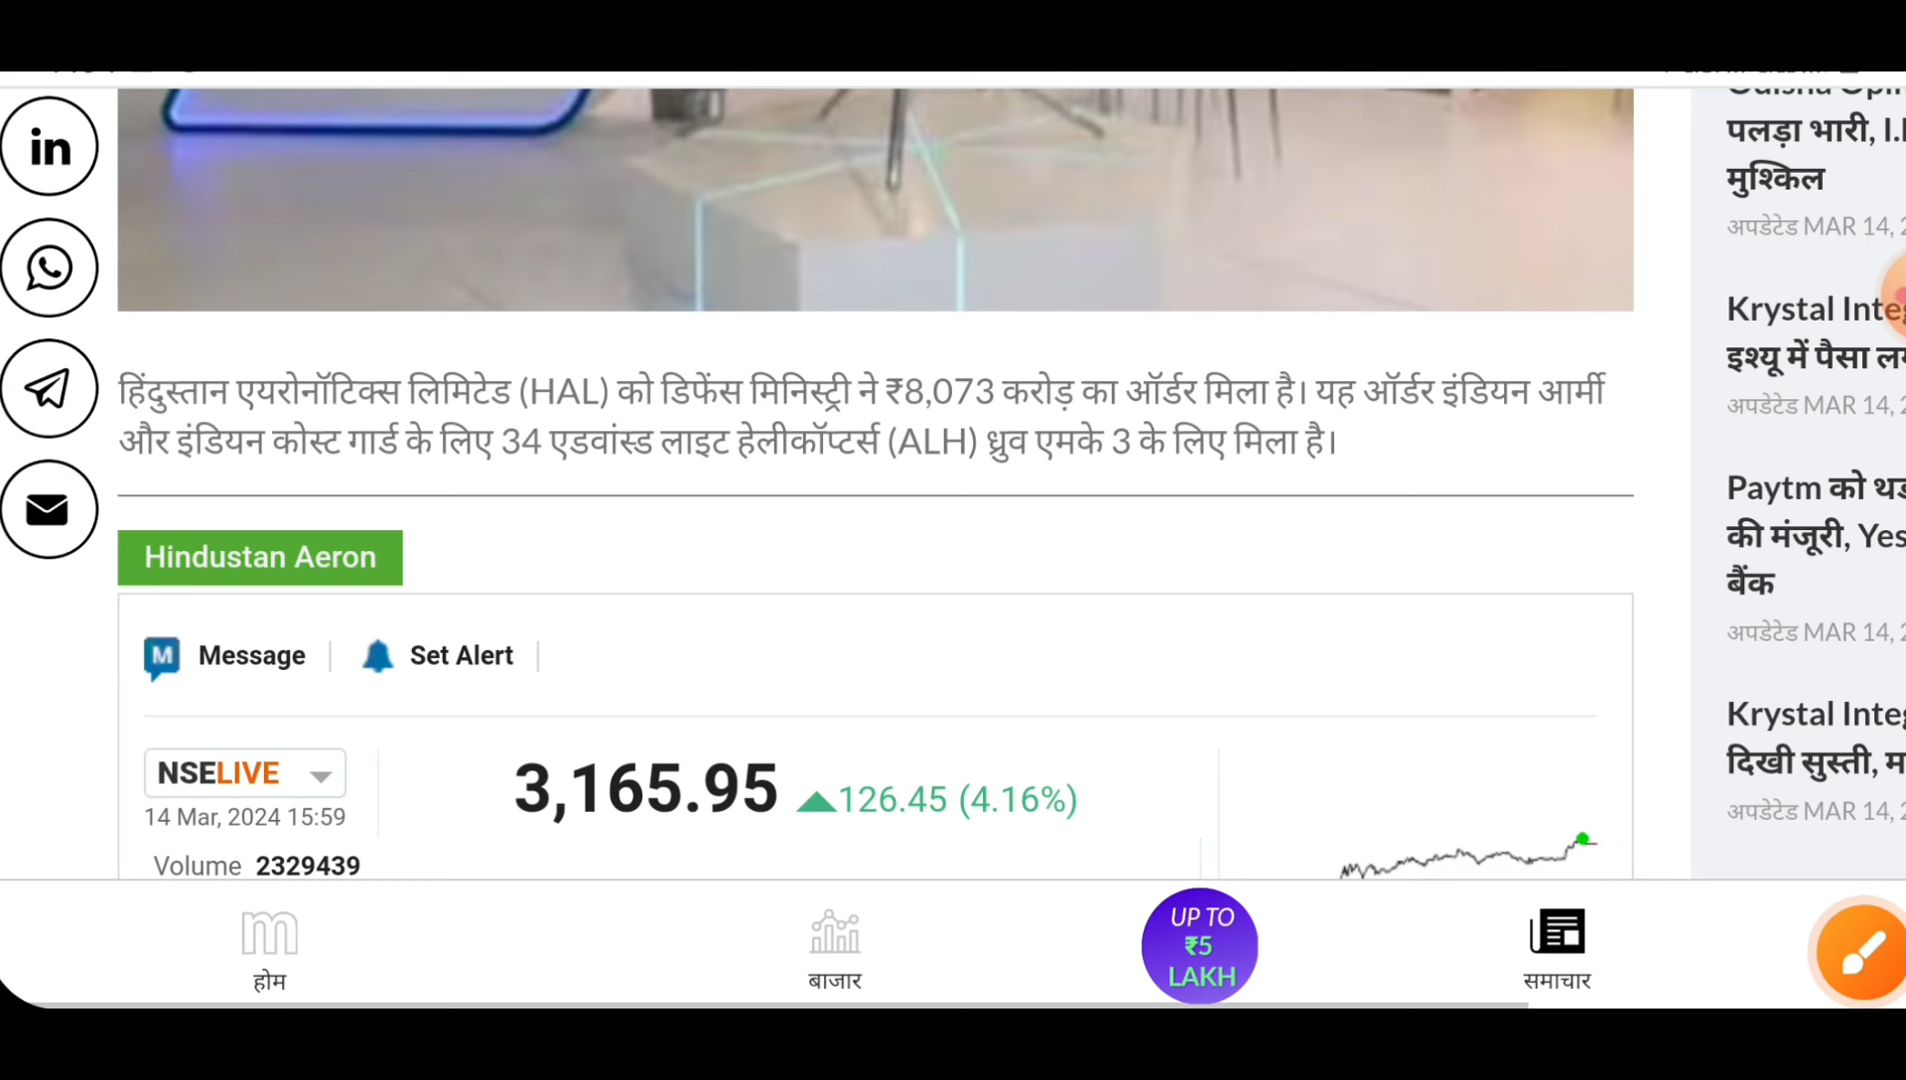 हिंदुस्तान एयरोनॉटिक्स लिमिटेड (HAL) को डिफेंस मिनिस्ट्री ने ₹8,073 करोड़ का ऑर्डर मिला है। यह ऑर्डर इंडियन आर्मी
और इंडियन कोस्ट गार्ड के लिए 34 एडवांस्ड लाइट हेलीकॉप्टर्स (ALH) ध्रुव एमके 3 के लिए मिला है।
Hindustan Aeron
M Message
Set Alert
NSELIVE
14 Mar, 2024 15:59
3,165.95
126.45 (4.16%)
Volume 2329439
पलड़ा भारी,
मुश्किल
अपडेटेड MAR 14,
Krystal
इश्यू में पैसा
अपडेटेड MAR 14,
Paytm को
की मंजूरी,
बैंक
अपडेटेड MAR 14,
Krystal
दिखी सुस्ती,
अपडेटेड MAR 14,
होम
बाजार
UP TO
₹5
LAKH
समाचार
in